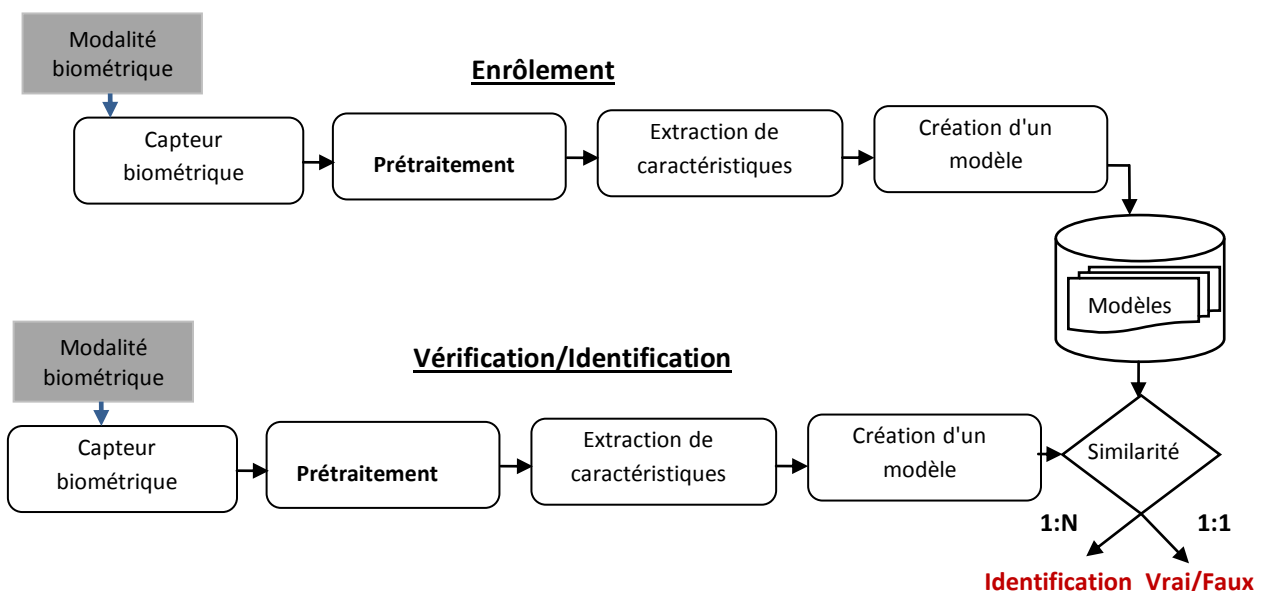 Modalité
biométrique
Enrôlement
Capteur
biométrique
Prétraitement
Extraction de
caractéristiques
Création d'un
modèle
Modèles
Modalité
biométrique
Vérification/Identification
Capteur
biométrique
Prétraitement
Extraction de
caractéristiques
Création d'un
modèle
Similarité
1:N
1:1
Identification
Vrai/Faux